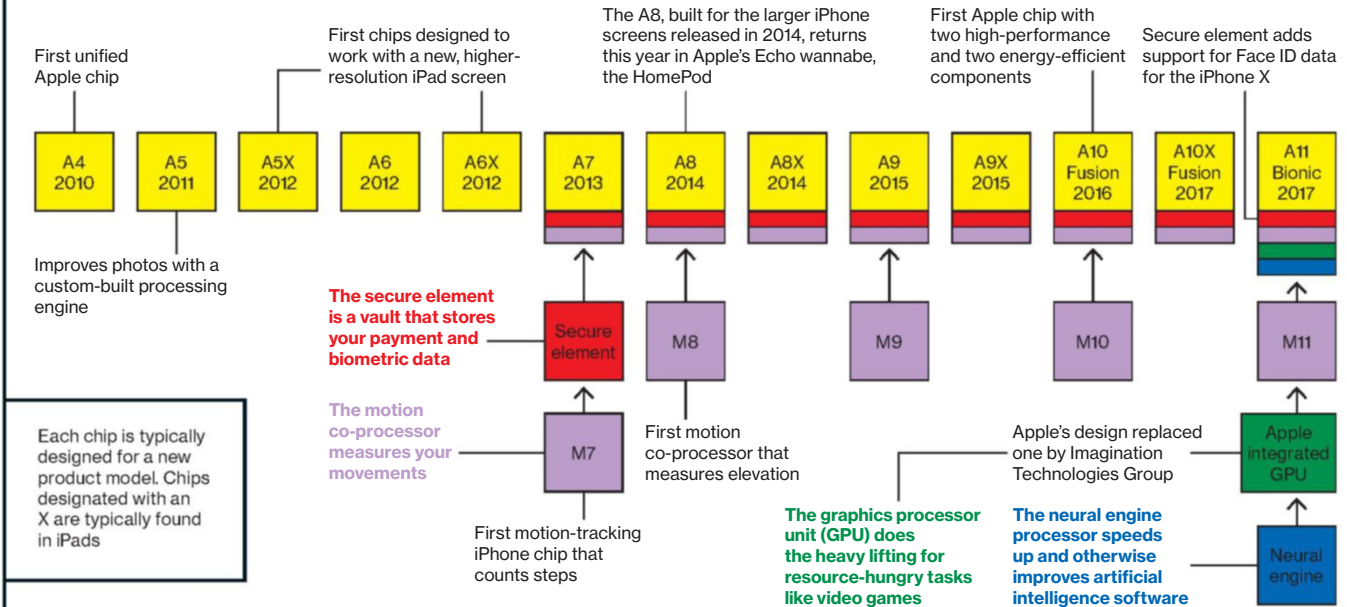 First unified
Apple chip
First chips designed to
work with a new, higher-
resolution iPad screen
The A8, built for the larger iPhone
screens released in 2014, returns
this year in Apple's Echo wannabe,
the HomePod
First Apple chip with
two high-performance
and two energy-efficient
components
Secure element adds
support for Face ID data
for the iPhone X
A4
2010
A5
2011
A5X
2012
A6
2012
A6X
2012
A7
2013
A8
2014
A8X
2014
A9
2015
A9X
2015
A10
Fusion
2016
A10X
Fusion
2017
A11
Bionic
2017
Improves photos with a
custom-built processing
engine
The secure element
is a vault that stores
your payment and
biometric data
Secure
element
M8
M9
M10
M11
The motion
co-processor
measures your
movements
M7
First motion
co-processor that
measures elevation
Apple's design replaced
one by Imagination
Technologies Group
Apple
integrated
GPU
Each chip is typically
designed for a new
product model. Chips
designated with an
X are typically found
in iPads
First motion-tracking
iPhone chip that
counts steps
The graphics processor
unit (GPU) does
the heavy lifting for
resource-hungry tasks
like video games
The neural engine
processor speeds
up and otherwise
improves artificial
intelligence software
Neural
engine